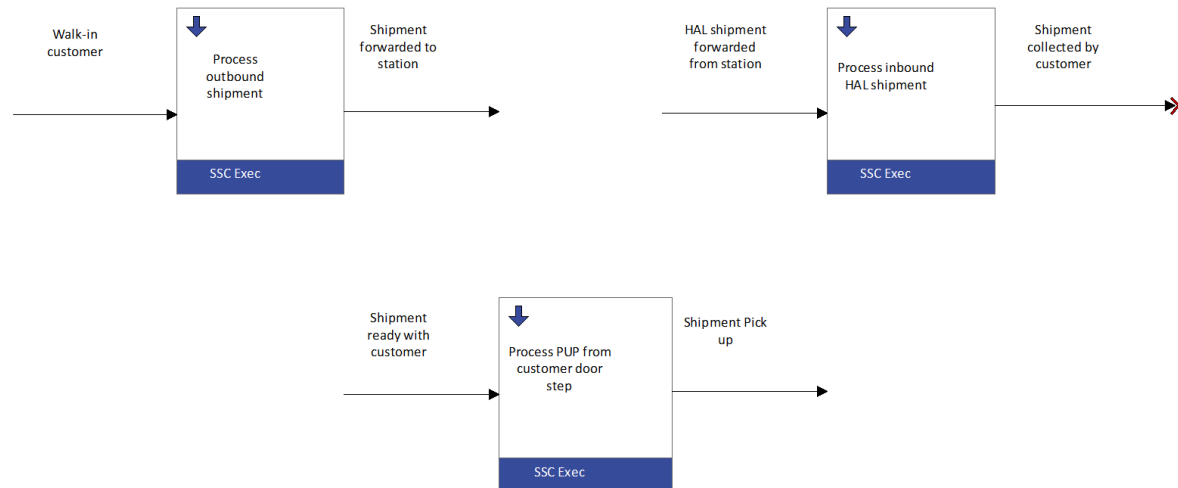 Walk-in
customer
Process
outbound
shipment
SSC Exec
Shipment
forwarded to
station
HAL shipment
forwarded
from station
Process inbound
HAL shipment
SSC Exec
Shipment
collected by
customer
Shipment
ready with
customer
Process PUP from
customer door
step
SSC Exec
Shipment Pick
up